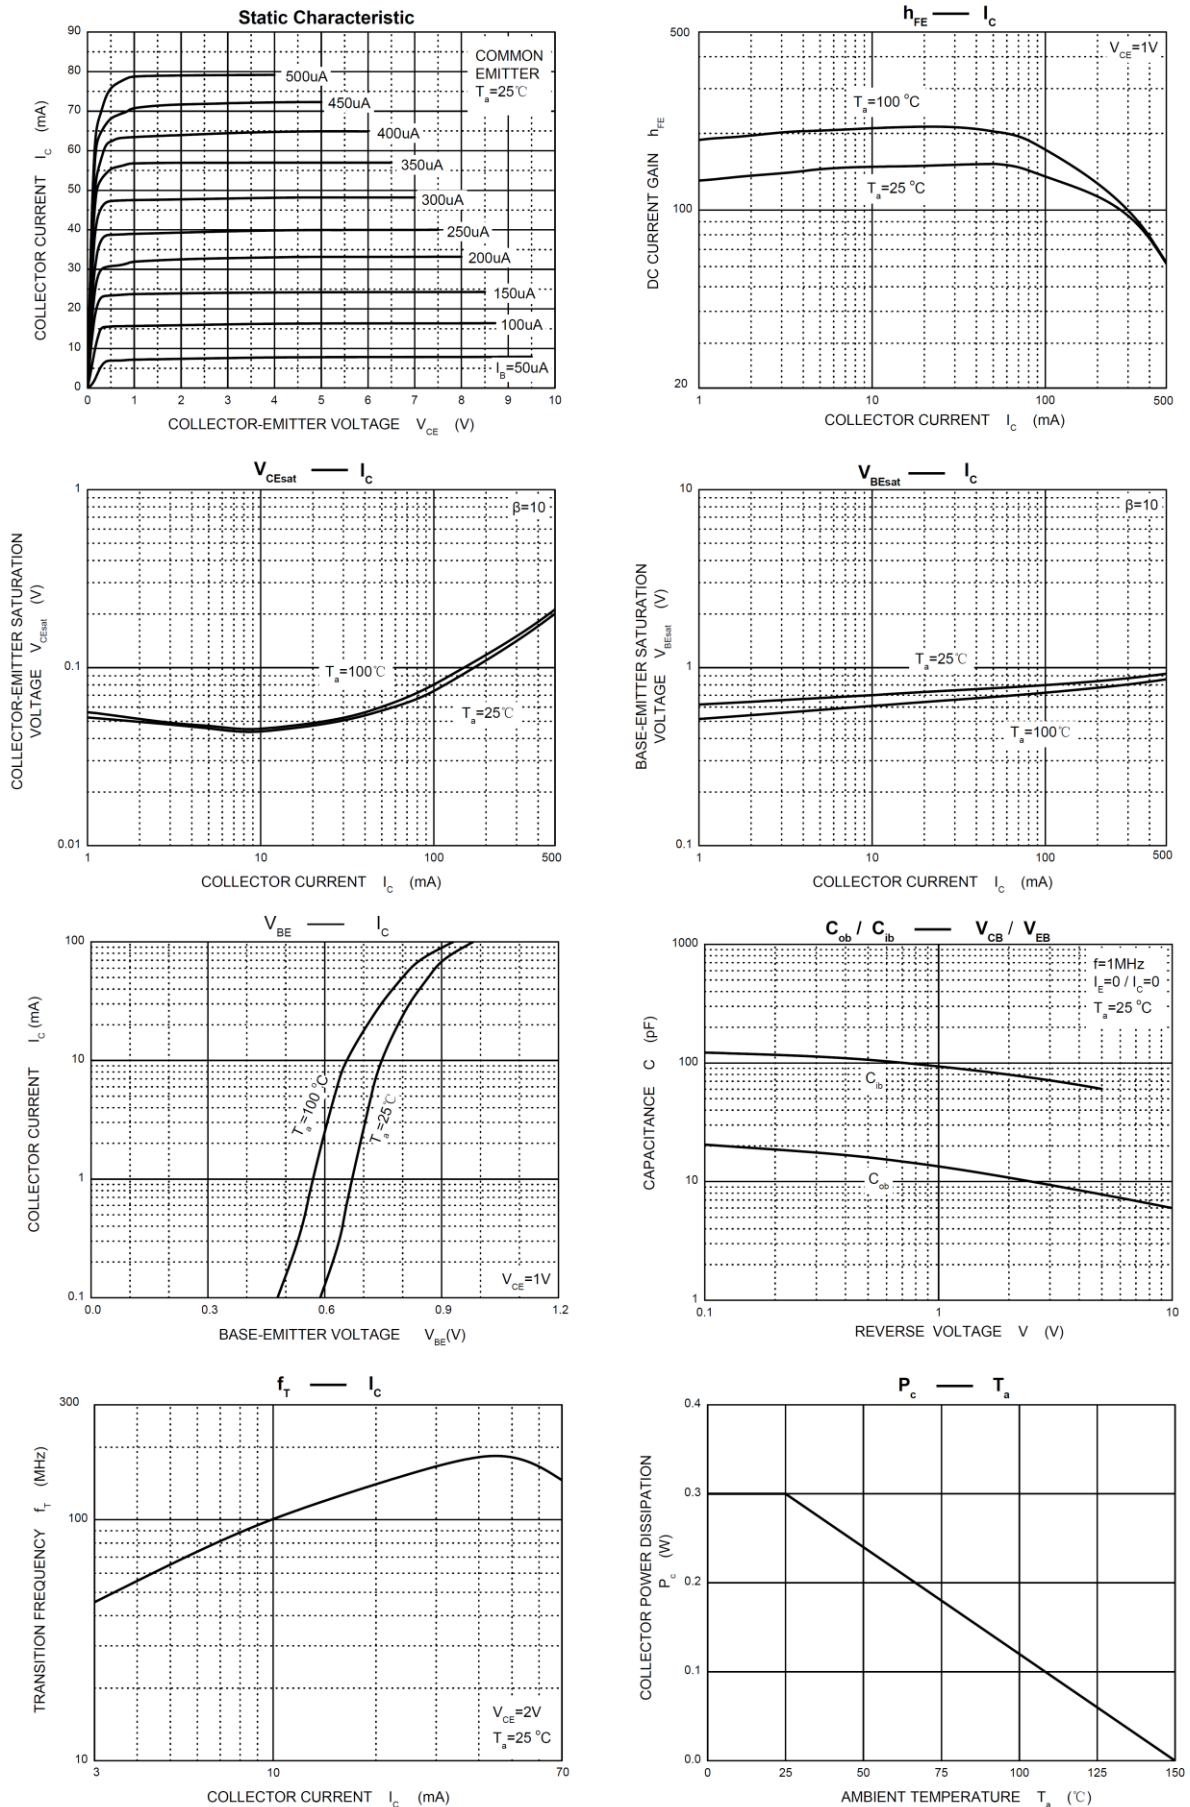 Static Characteristic
COLLECTOR CURRENT I_C (mA)
90
80
70
60
50
40
30
20
10
0
COMMON
EMITTER
T_a=25℃
500uA
450uA
400uA
350uA
300uA
250uA
200uA
150uA
100uA
I_B=50uA
0 1 2 3 4 5 6 7 8 9 10
COLLECTOR-EMITTER VOLTAGE V_CE (V)
h_FE — I_C
DC CURRENT GAIN h_FE
500
100
20
V_CE=1V
T_a=100 °C
T_a=25 °C
1 10 100 500
COLLECTOR CURRENT I_C (mA)
V_CEsat — I_C
COLLECTOR-EMITTER SATURATION
VOLTAGE V_CEsat (V)
1
0.1
0.01
β=10
T_a=100℃
T_a=25℃
1 10 100 500
COLLECTOR CURRENT I_C (mA)
V_BEsat — I_C
BASE-EMITTER SATURATION
VOLTAGE V_BEsat (V)
10
1
0.1
β=10
T_a=25℃
T_a=100℃
1 10 100 500
COLLECTOR CURRENT I_C (mA)
V_BE — I_C
COLLECTOR CURRENT I_C (mA)
100
10
1
0.1
T_a=100 °C
T_a=25℃
V_CE=1V
0.0 0.3 0.6 0.9 1.2
BASE-EMITTER VOLTAGE V_BE(V)
C_ob / C_ib — V_CB / V_EB
CAPACITANCE C (pF)
1000
100
10
1
f=1MHz
I_E=0 / I_C=0
T_a=25 °C
C_ib
C_ob
0.1 1 10
REVERSE VOLTAGE V (V)
f_T — I_C
TRANSITION FREQUENCY f_T (MHz)
300
100
10
V_CE=2V
T_a=25 °C
3 10 70
COLLECTOR CURRENT I_C (mA)
P_c — T_a
COLLECTOR POWER DISSIPATION
P_c (W)
0.4
0.3
0.2
0.1
0.0
0 25 50 75 100 125 150
AMBIENT TEMPERATURE T_a (℃)